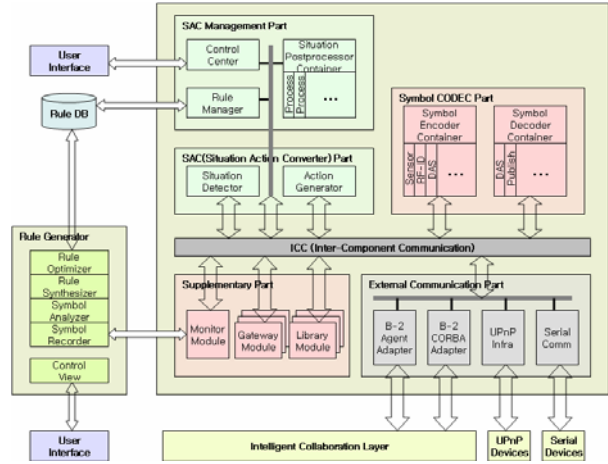 SAC Management Part
User
Interface
Control
Center
Situation
Postprocessor
Container
Process
Process
...
Rule DB
Rule
Manager
Symbol CODEC Part
Symbol
Encoder
Container
Sensor
RF-ID
DAS
...
Symbol
Decoder
Container
DAS
Publish
...
SAC(Situation Action Converter) Part
Situation
Detector
Action
Generator
ICC (Inter-Component Communication)
Rule Generator
Rule
Optimizer
Rule
Synthesizer
Symbol
Analyzer
Symbol
Recorder
Control
View
Supplementary Part
Monitor
Module
Gateway
Module
Library
Module
External Communication Part
B-2
Agent
Adapter
B-2
CORBA
Adapter
UPnP
Infra
Serial
Comm
User
Interface
Intelligent Collaboration Layer
UPnP
Devices
Serial
Devices